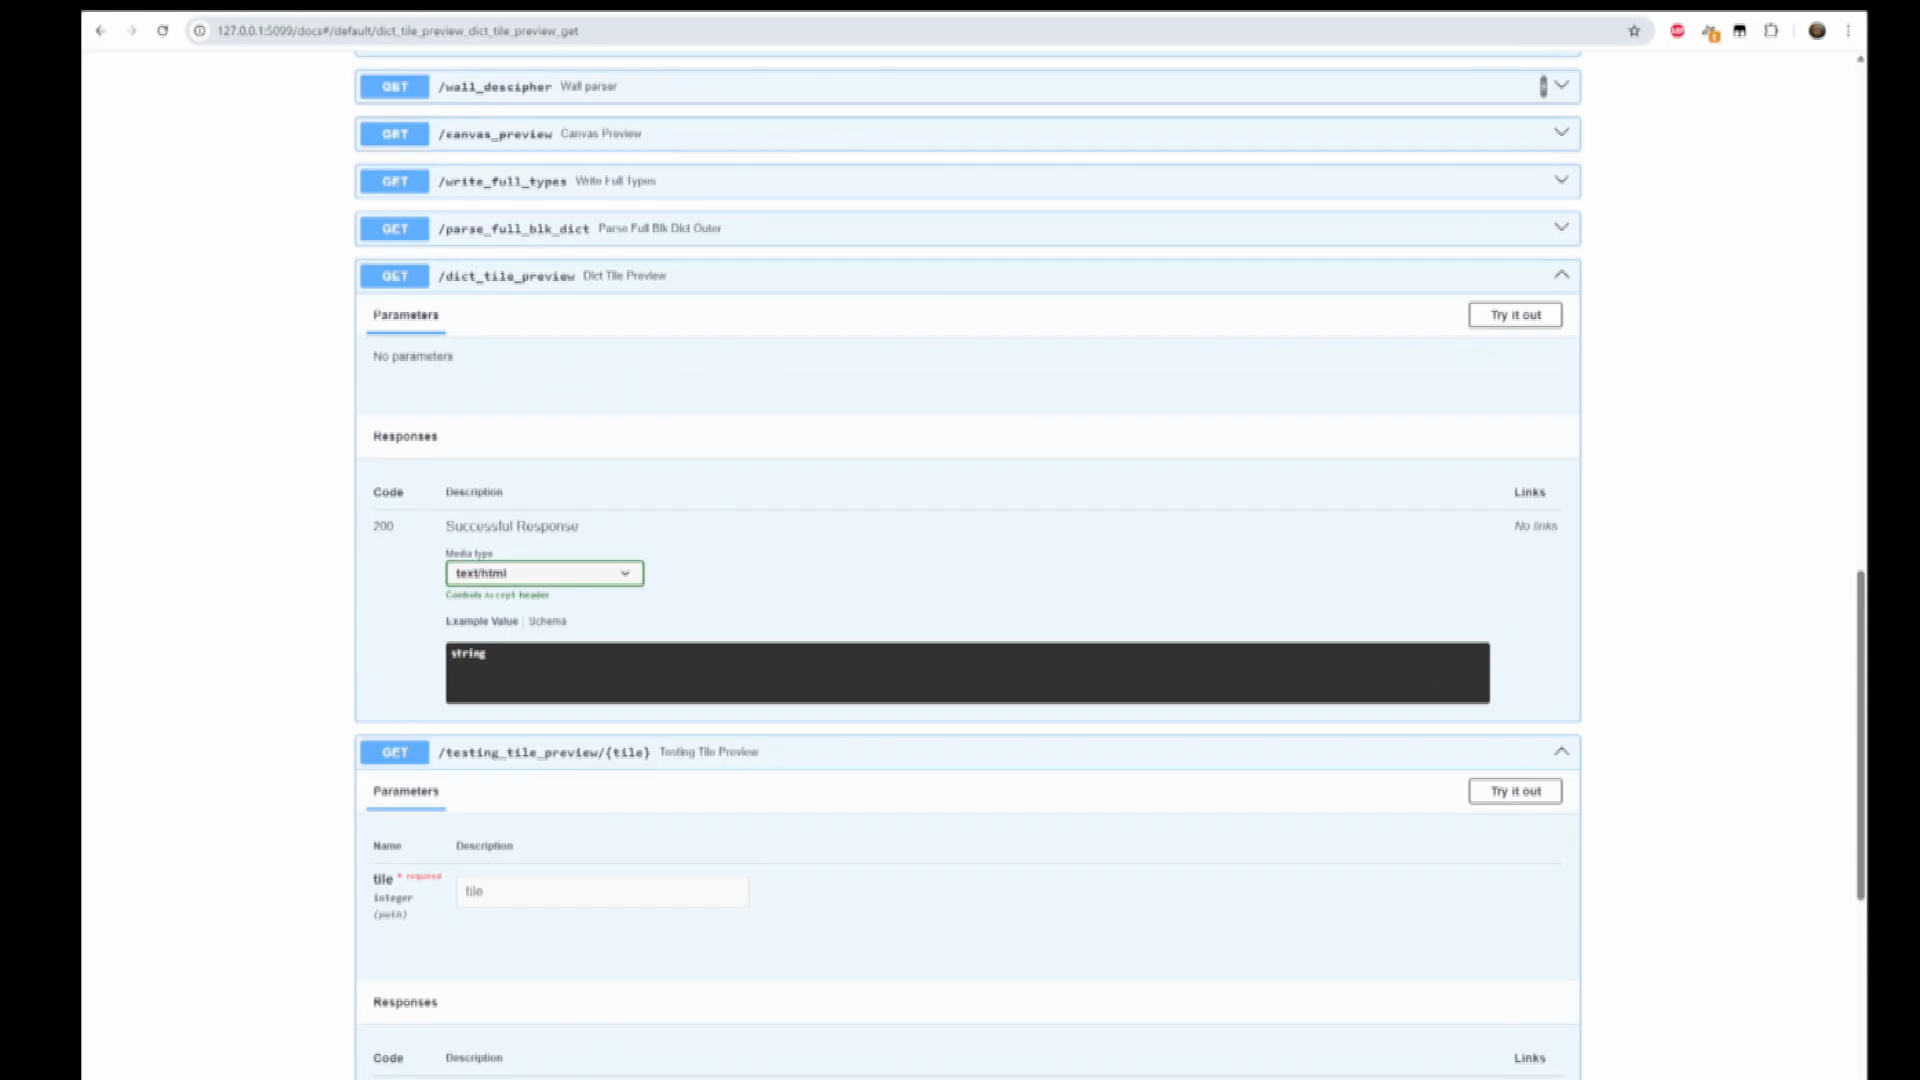 127.0.0.1:5099/docs#/default/dict_tile_preview_dict_tile_preview_get
GET /wall_descipher Wall parser
GET /canvas_preview Canvas Preview
GET /write_full_types Write Full Types
GET /parse_full_blk_dict Parse Full Blk Dict Outer
GET /dict_tile_preview Dict Tile Preview
Parameters Try it out
No parameters
Responses
Code Description Links
200 Successful Response No links
Media type
text/html
Controls Accept header
Example Value | Schema
string
GET /testing_tile_preview/{tile} Testing Tile Preview
Parameters Try it out
Name Description
tile * required
integer tile
(path)
Responses
Code Description Links